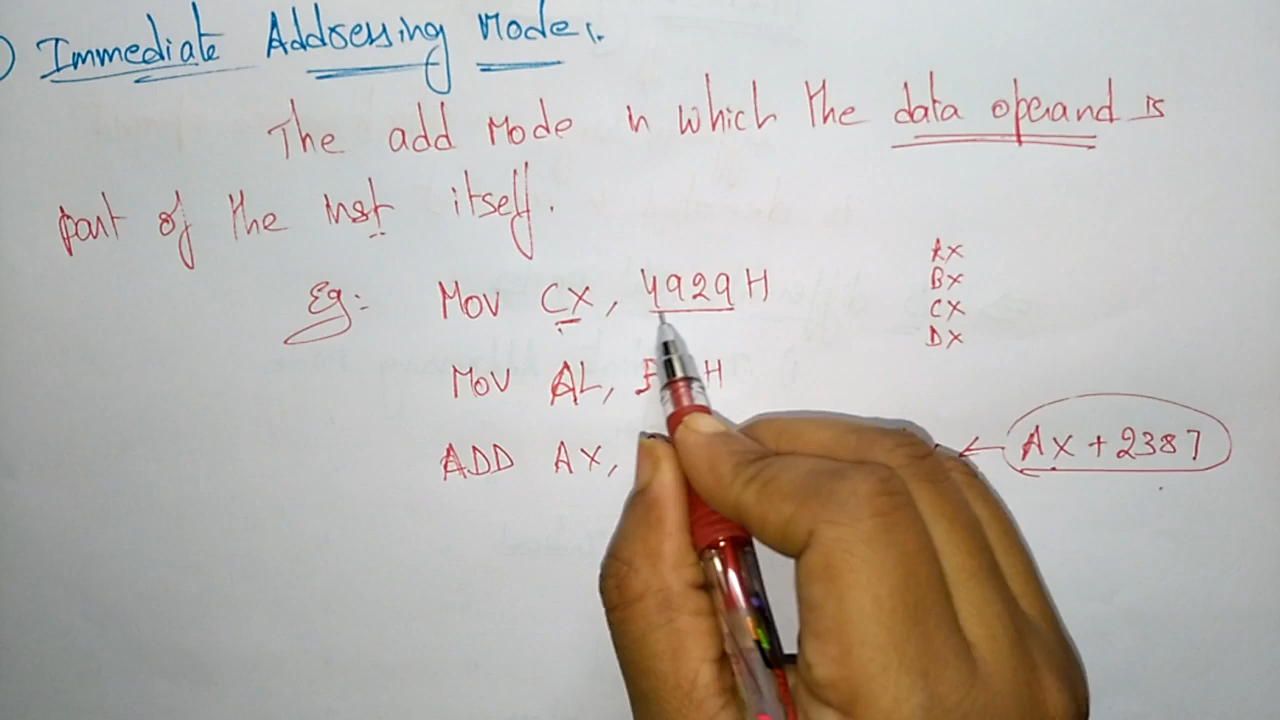 ) Immediate Addressing Mode:.
The add Mode in which the data operand is
part of the inst itself.
Eg:- Mov CX, 4929 H
Mov AL, H
ADD AX, ← AX + 2387
AX
BX
CX
DX